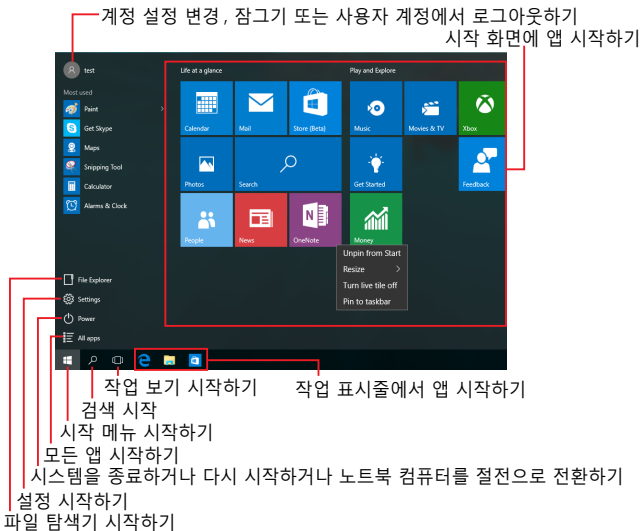 계정 설정 변경, 잠그기 또는 사용자 계정에서 로그아웃하기
시작 화면에 앱 시작하기
test
Life at a glance
Play and Explore
Most used
Paint
Get Skype
Maps
Snipping Tool
Calculator
Alarms & Clock
Calendar
Mail
Store (Beta)
Music
Movies & TV
Xbox
Photos
Search
Get Started
Feedback
People
News
OneNote
Money
Unpin from Start
Resize
Turn live tile off
Pin to taskbar
File Explorer
Settings
Power
All apps
작업 보기 시작하기
작업 표시줄에서 앱 시작하기
검색 시작
시작 메뉴 시작하기
모든 앱 시작하기
시스템을 종료하거나 다시 시작하거나 노트북 컴퓨터를 절전으로 전환하기
설정 시작하기
파일 탐색기 시작하기